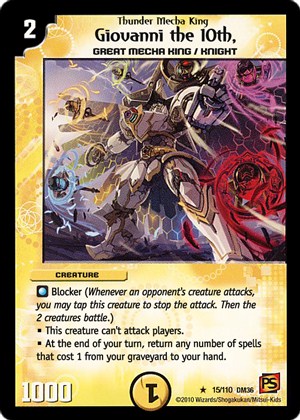 Thunder Mecha King
2
Giovanni the 10th,
GREAT MECHA KING / KNIGHT
CREATURE
Blocker (Whenever an opponent's creature attacks,
you may tap this creature to stop the attack. Then the
2 creatures battle.)
▪ This creature can't attack players.
▪ At the end of your turn, return any number of spells
that cost 1 from your graveyard to your hand.
1000
1
★ 15/110 DM36
PS
©2010 Wizards/Shogakukan/Mitsui-Kids